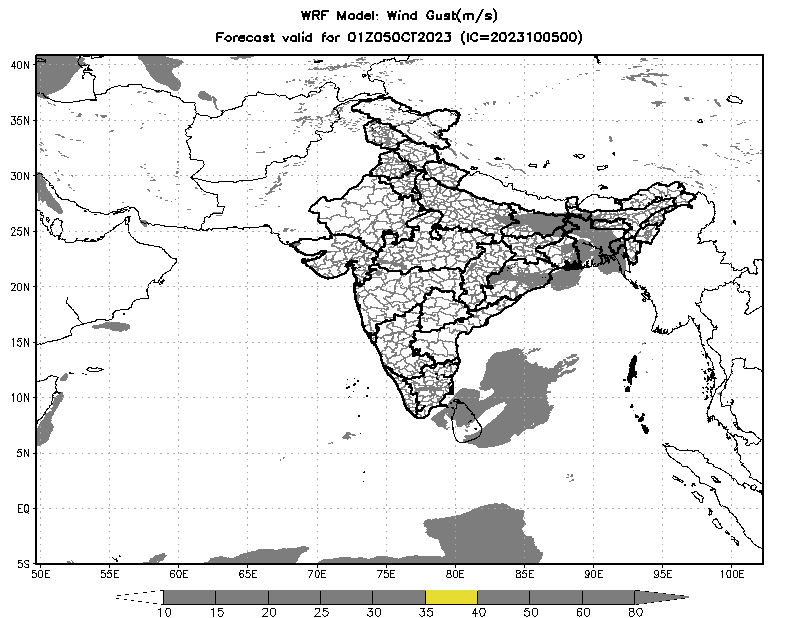 WRF Model: Wind Gust(m/s)
Forecast valid for 01Z05OCT2023 (IC=2023100500)
40N
35N
30N
25N
20N
15N
10N
5N
EQ
5S
50E 55E 60E 65E 70E 75E 80E 85E 90E 95E 100E
10 15 20 25 30 35 40 50 60 80